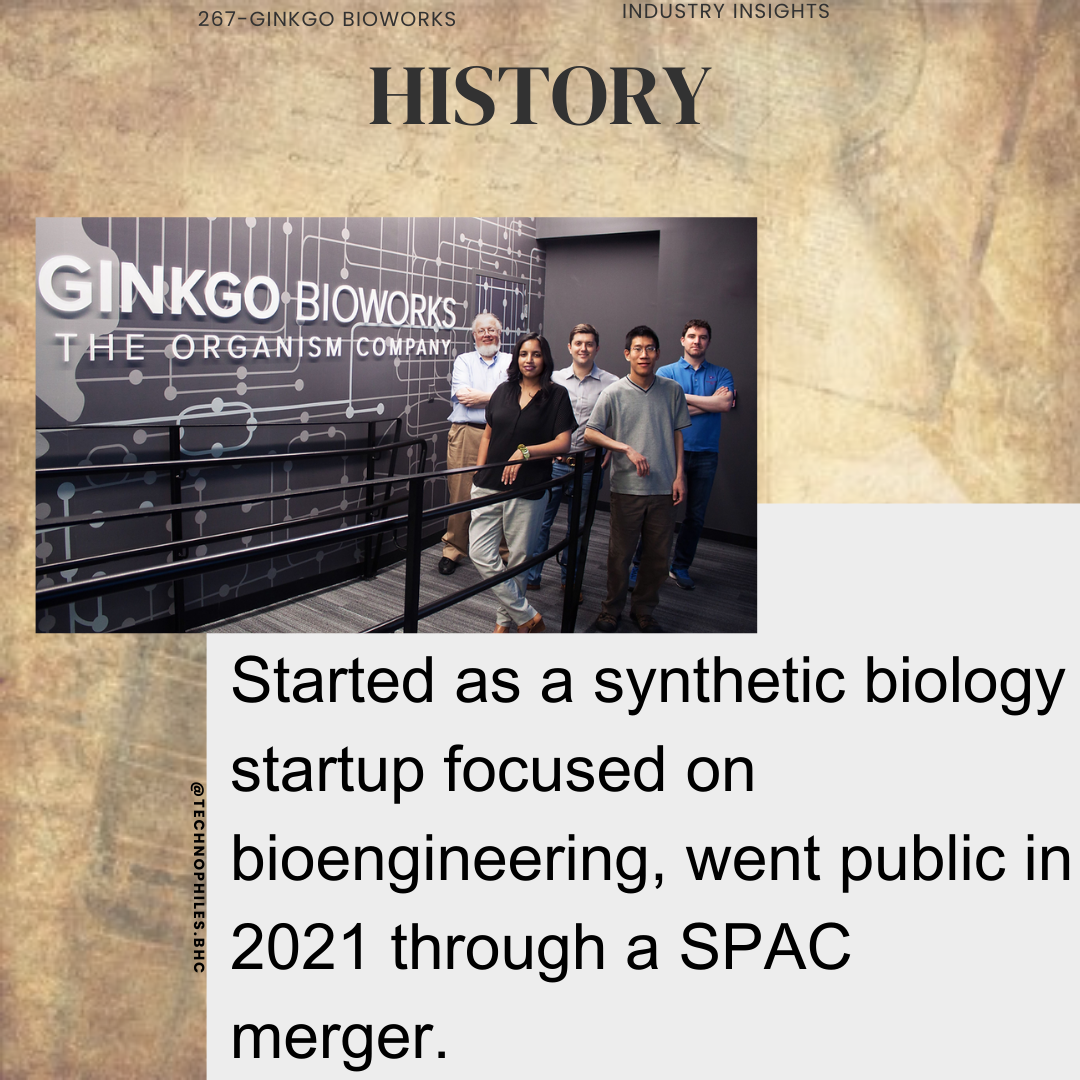 267-GINKGO BIOWORKS
INDUSTRY INSIGHTS
HISTORY
GINKGO BIOWORKS
THE ORGANISM COMPANY
Started as a synthetic biology
startup focused on
bioengineering, went public in
2021 through a SPAC
merger.
@TECHNOPHILES.BHC